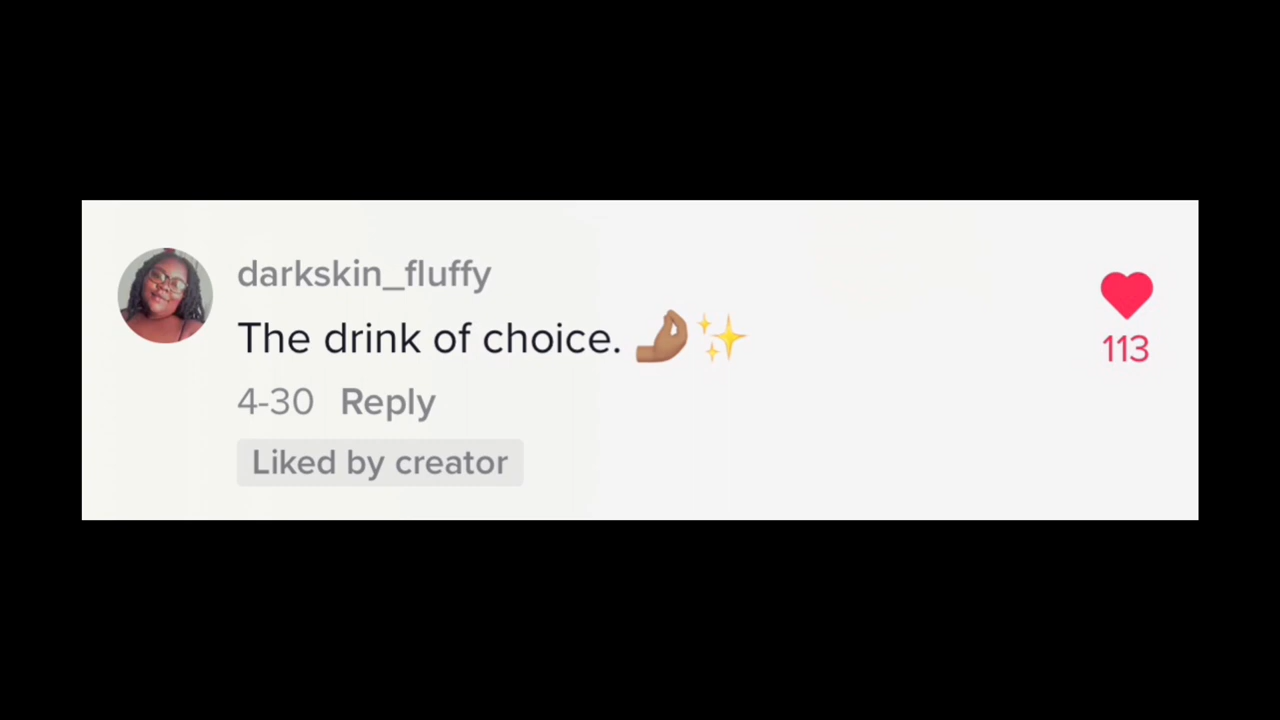 darkskin_fluffy
The drink of choice. 🤌🏽✨
113
4-30 Reply
Liked by creator